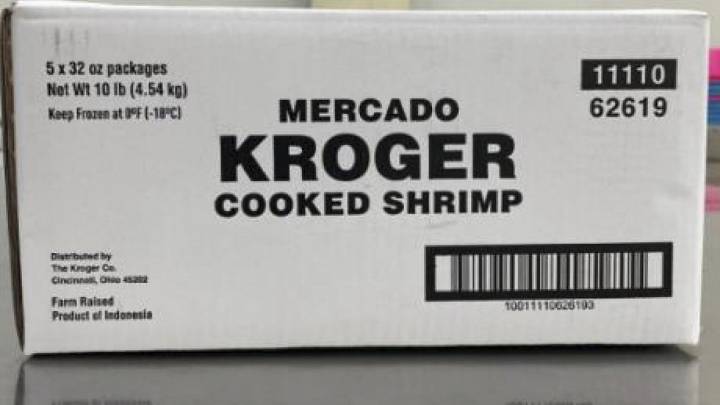 5 x 32 oz packages
Net Wt 10 lb (4.54 kg)
Keep Frozen at 0ºF (-18ºC)
11110
62619
MERCADO
KROGER
COOKED SHRIMP
Distributed by
The Kroger Co.
Cincinnati, Ohio 45202
Farm Raised
Product of Indonesia
10011110626193